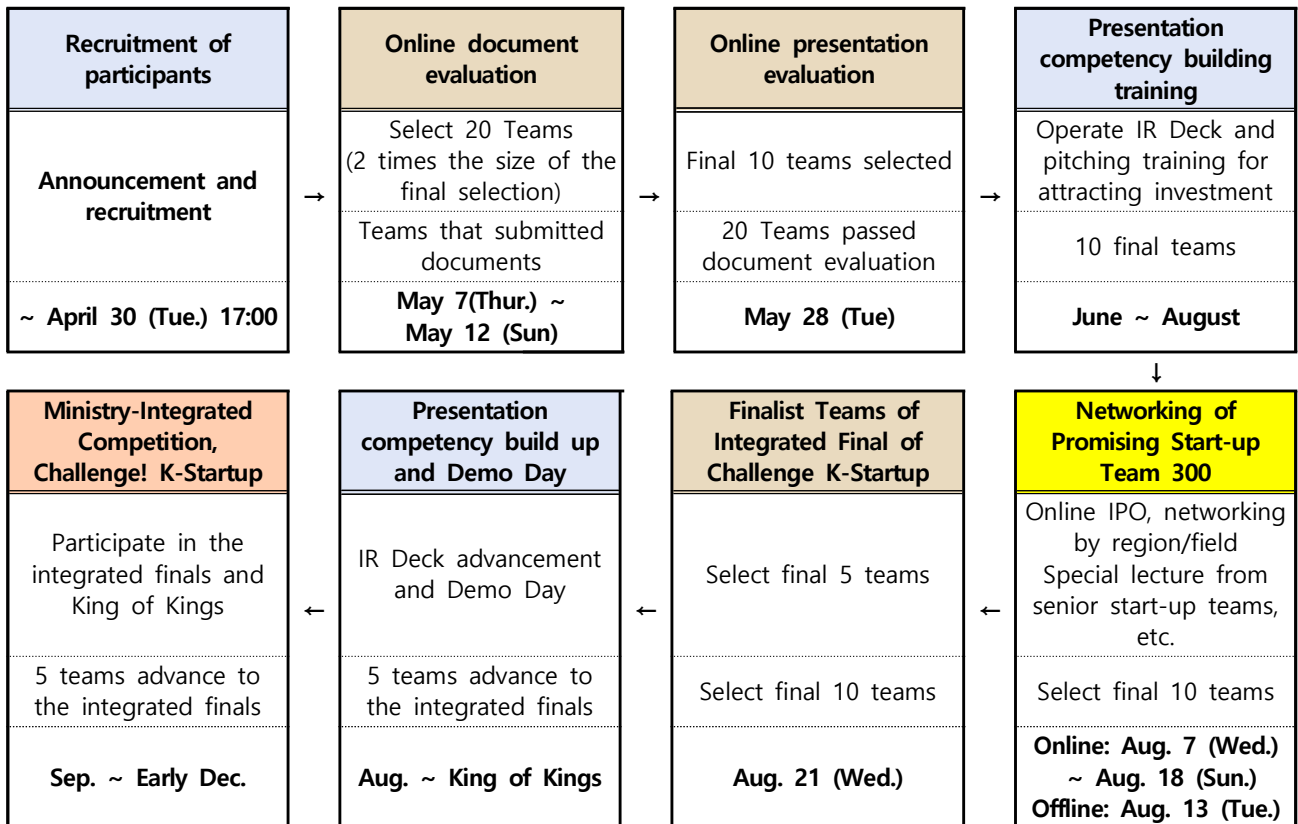 Recruitment of
participants
Announcement and
recruitment
~ April 30 (Tue.) 17:00
→
Online document
evaluation
Select 20 Teams
(2 times the size of the
final selection)
Teams that submitted
documents
May 7(Thur.) ~
May 12 (Sun)
→
Online presentation
evaluation
Final 10 teams selected
20 Teams passed
document evaluation
May 28 (Tue)
→
Presentation
competency building
training
Operate IR Deck and
pitching training for
attracting investment
10 final teams
June ~ August
↓
Networking of
Promising Start-up
Team 300
Online IPO, networking
by region/field
Special lecture from
senior start-up teams,
etc.
Select final 10 teams
Online: Aug. 7 (Wed.)
~ Aug. 18 (Sun.)
Offline: Aug. 13 (Tue.)
←
Finalist Teams of
Integrated Final of
Challenge K-Startup
Select final 5 teams
Select final 10 teams
Aug. 21 (Wed.)
←
Presentation
competency build up
and Demo Day
IR Deck advancement
and Demo Day
5 teams advance to
the integrated finals
Aug. ~ King of Kings
←
Ministry-Integrated
Competition,
Challenge! K-Startup
Participate in the
integrated finals and
King of Kings
5 teams advance to
the integrated finals
Sep. ~ Early Dec.